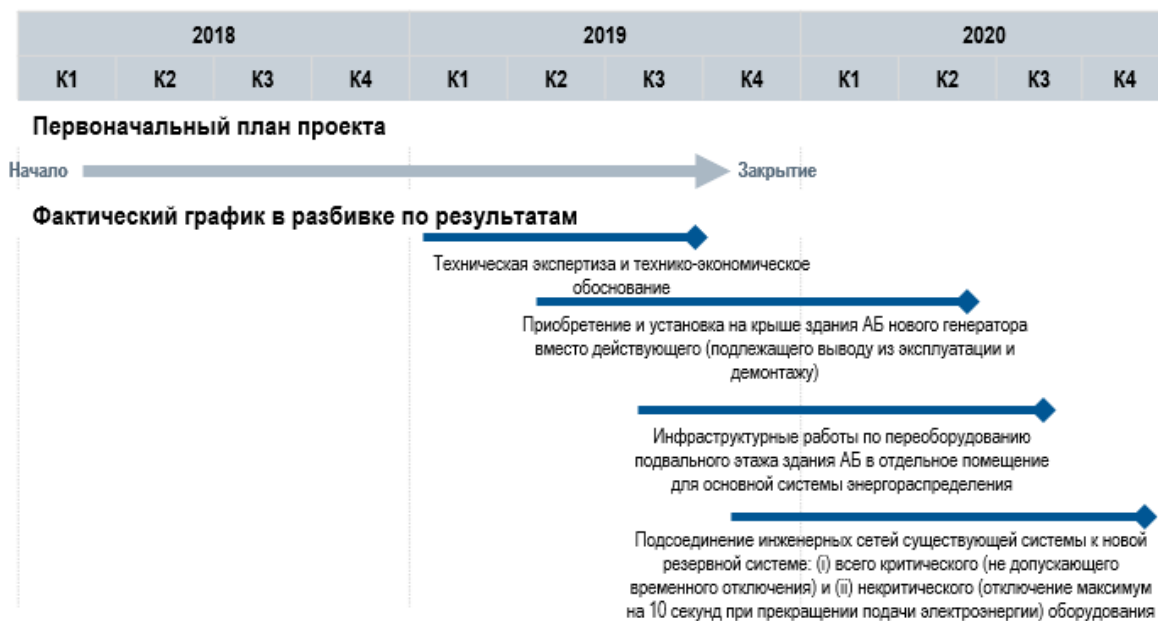 2018 2019 2020
К1 К2 К3 К4 К1 К2 К3 К4 К1 К2 К3 К4
Первоначальный план проекта
Начало Закрытие
Фактический график в разбивке по результатам
Техническая экспертиза и технико-экономическое
обоснование
Приобретение и установка на крыше здания АБ нового генератора
вместо действующего (подлежащего выводу из эксплуатации и
демонтажу)
Инфраструктурные работы по переоборудованию
подвального этажа здания АБ в отдельное помещение
для основной системы энергораспределения
Подсоединение инженерных сетей существующей системы к новой
резервной системе: (i) всего критического (не допускающего
временного отключения) и (ii) некритического (отключение максимум
на 10 секунд при прекращении подачи электроэнергии) оборудования